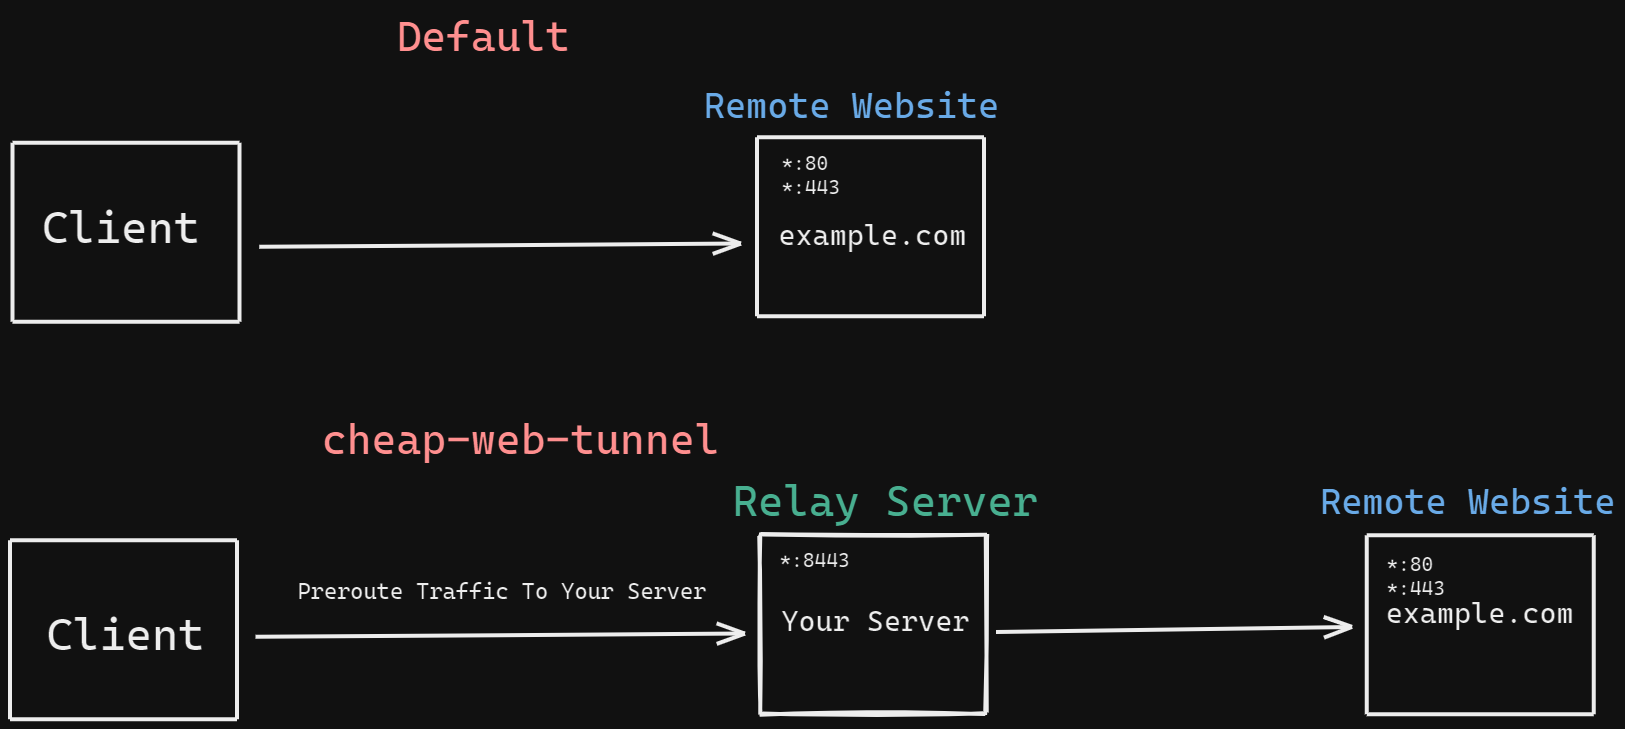 Default
Remote Website
*:80
*:443
Client
example.com
cheap-web-tunnel
Relay Server
Remote Website
*:8443
*:80
*:443
Preroute Traffic To Your Server
Client
Your Server
example.com